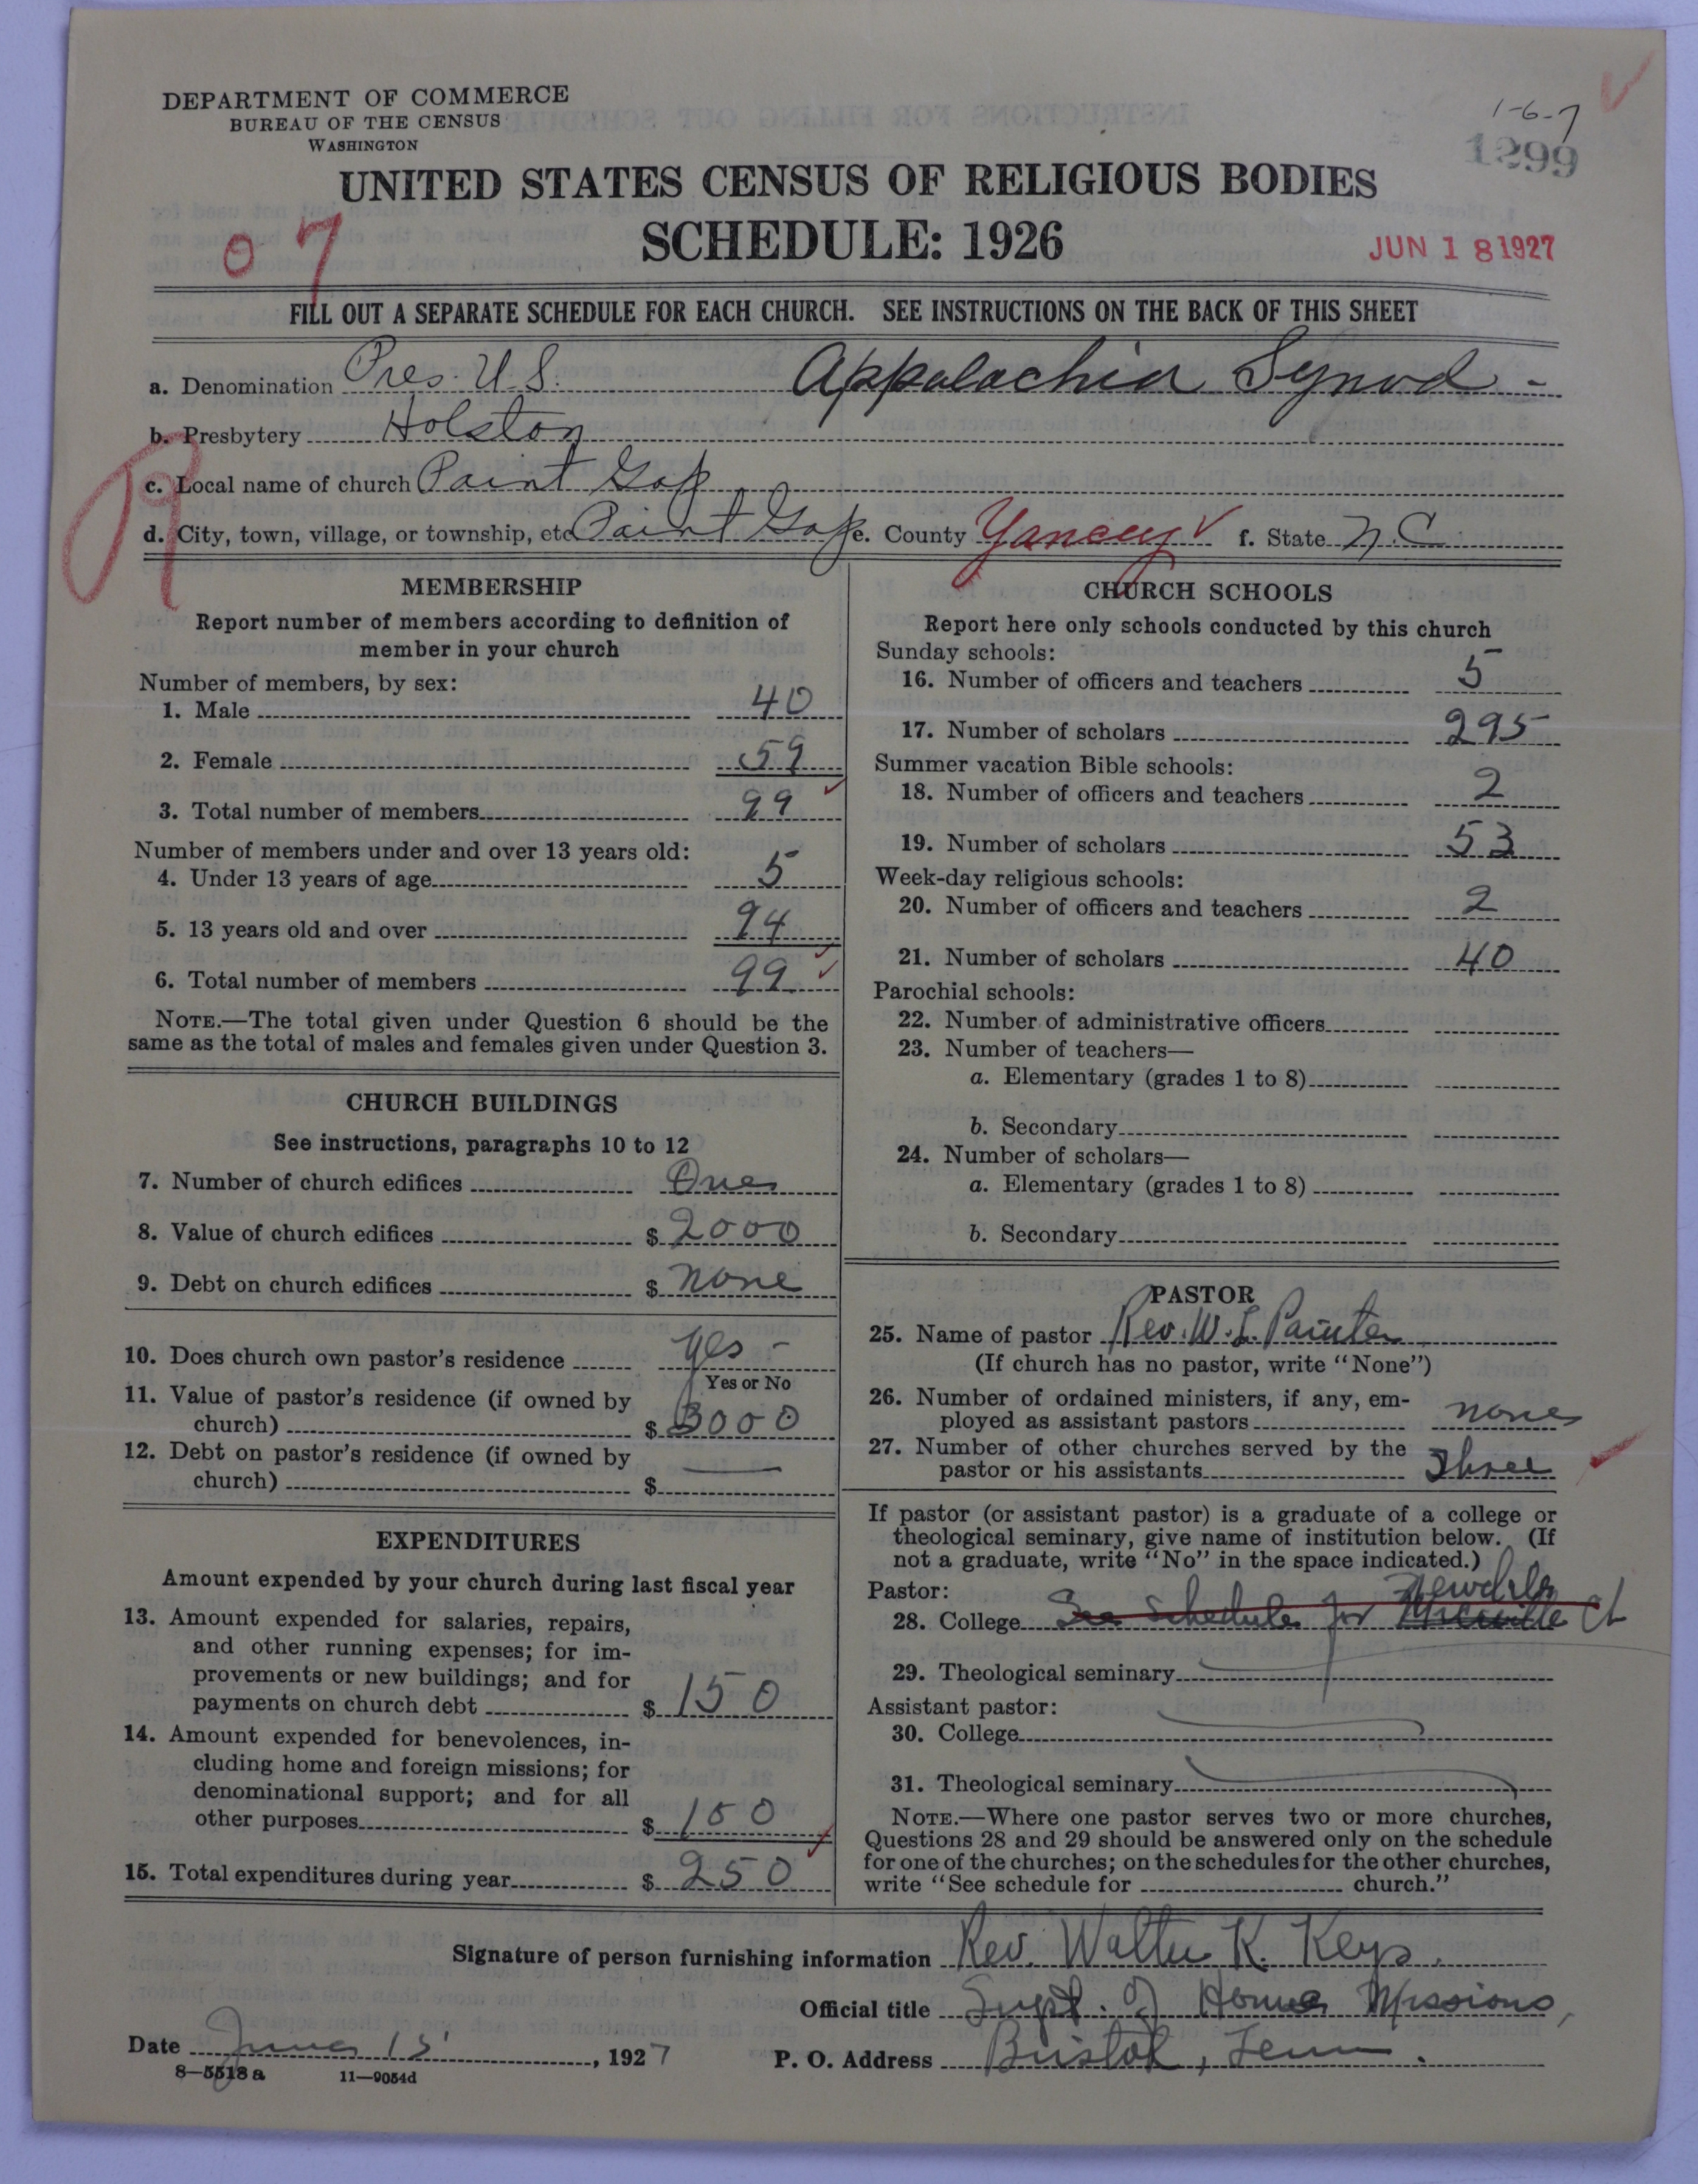 DEPARTMENT OF COMMERCE
BUREAU OF THE CENSUS
WASHINGTON
1-6-7
1299
UNITED STATES CENSUS OF RELIGIOUS BODIES
SCHEDULE: 1926
07
JUN 18 1927
FILL OUT A SEPARATE SCHEDULE FOR EACH CHURCH. SEE INSTRUCTIONS ON THE BACK OF THIS SHEET
a. Denomination Pres. U.S. Appalachia Synod -
b. Presbytery Holston
c. Local name of church Paint Gap
d. City, town, village, or township, etc Paint Gap e. County Yancey f. State N.C.
MEMBERSHIP
Report number of members according to definition of
member in your church
Number of members, by sex:
1. Male 40
2. Female 59
3. Total number of members 99
Number of members under and over 13 years old:
4. Under 13 years of age 5
5. 13 years old and over 94
6. Total number of members 99
NOTE.—The total given under Question 6 should be the
same as the total of males and females given under Question 3.
CHURCH BUILDINGS
See instructions, paragraphs 10 to 12
7. Number of church edifices One
8. Value of church edifices $ 2000
9. Debt on church edifices $ none
10. Does church own pastor's residence yes -
Yes or No
11. Value of pastor's residence (if owned by
church) $ 3000
12. Debt on pastor's residence (if owned by
church) $ —
EXPENDITURES
Amount expended by your church during last fiscal year
13. Amount expended for salaries, repairs,
and other running expenses; for im-
provements or new buildings; and for
payments on church debt $ 150
14. Amount expended for benevolences, in-
cluding home and foreign missions; for
denominational support; and for all
other purposes $ 100
15. Total expenditures during year $ 250
CHURCH SCHOOLS
Report here only schools conducted by this church
Sunday schools:
16. Number of officers and teachers 5
17. Number of scholars 295
Summer vacation Bible schools:
18. Number of officers and teachers 2
19. Number of scholars 53
Week-day religious schools:
20. Number of officers and teachers 2
21. Number of scholars 40
Parochial schools:
22. Number of administrative officers
23. Number of teachers—
a. Elementary (grades 1 to 8)
b. Secondary
24. Number of scholars—
a. Elementary (grades 1 to 8)
b. Secondary
PASTOR
25. Name of pastor Rev. W. L. Painter
(If church has no pastor, write "None")
26. Number of ordained ministers, if any, em-
ployed as assistant pastors none
27. Number of other churches served by the
pastor or his assistants Three
If pastor (or assistant pastor) is a graduate of a college or
theological seminary, give name of institution below. (If
not a graduate, write "No" in the space indicated.)
Pastor:
28. College See schedule for Ch
29. Theological seminary
Assistant pastor:
30. College
31. Theological seminary
NOTE.—Where one pastor serves two or more churches,
Questions 28 and 29 should be answered only on the schedule
for one of the churches; on the schedules for the other churches,
write "See schedule for church."
Signature of person furnishing information Rev. Walter K. Keys.
Official title Supt. of Home Missions,
Date June 15, 1927 P. O. Address Bristol, Tenn.
8-5518a 11-9054d